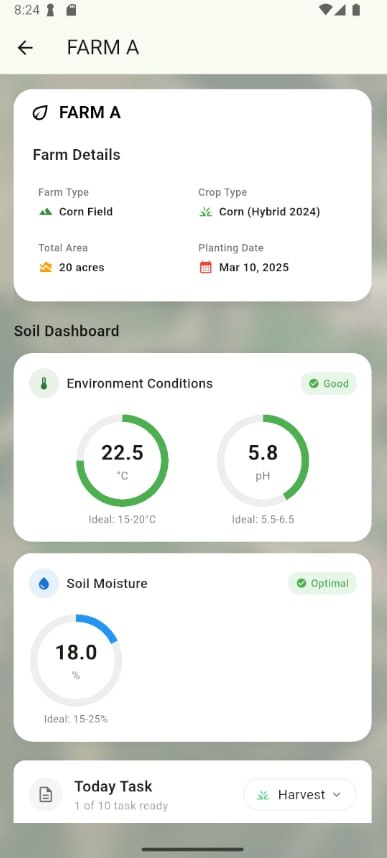 8:24
FARM A
FARM A
Farm Details
Farm Type
Crop Type
Corn Field
Corn (Hybrid 2024)
Total Area
Planting Date
20 acres
Mar 10, 2025
Soil Dashboard
Environment Conditions
Good
22.5
°C
Ideal: 15-20°C
5.8
pH
Ideal: 5.5-6.5
Soil Moisture
Optimal
18.0
%
Ideal: 15-25%
Today Task
1 of 10 task ready
Harvest